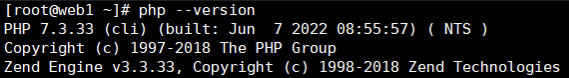 [root@web1 ~]# php --version
PHP 7.3.33 (cli) (built: Jun  7 2022 08:55:57) ( NTS )
Copyright (c) 1997-2018 The PHP Group
Zend Engine v3.3.33, Copyright (c) 1998-2018 Zend Technologies